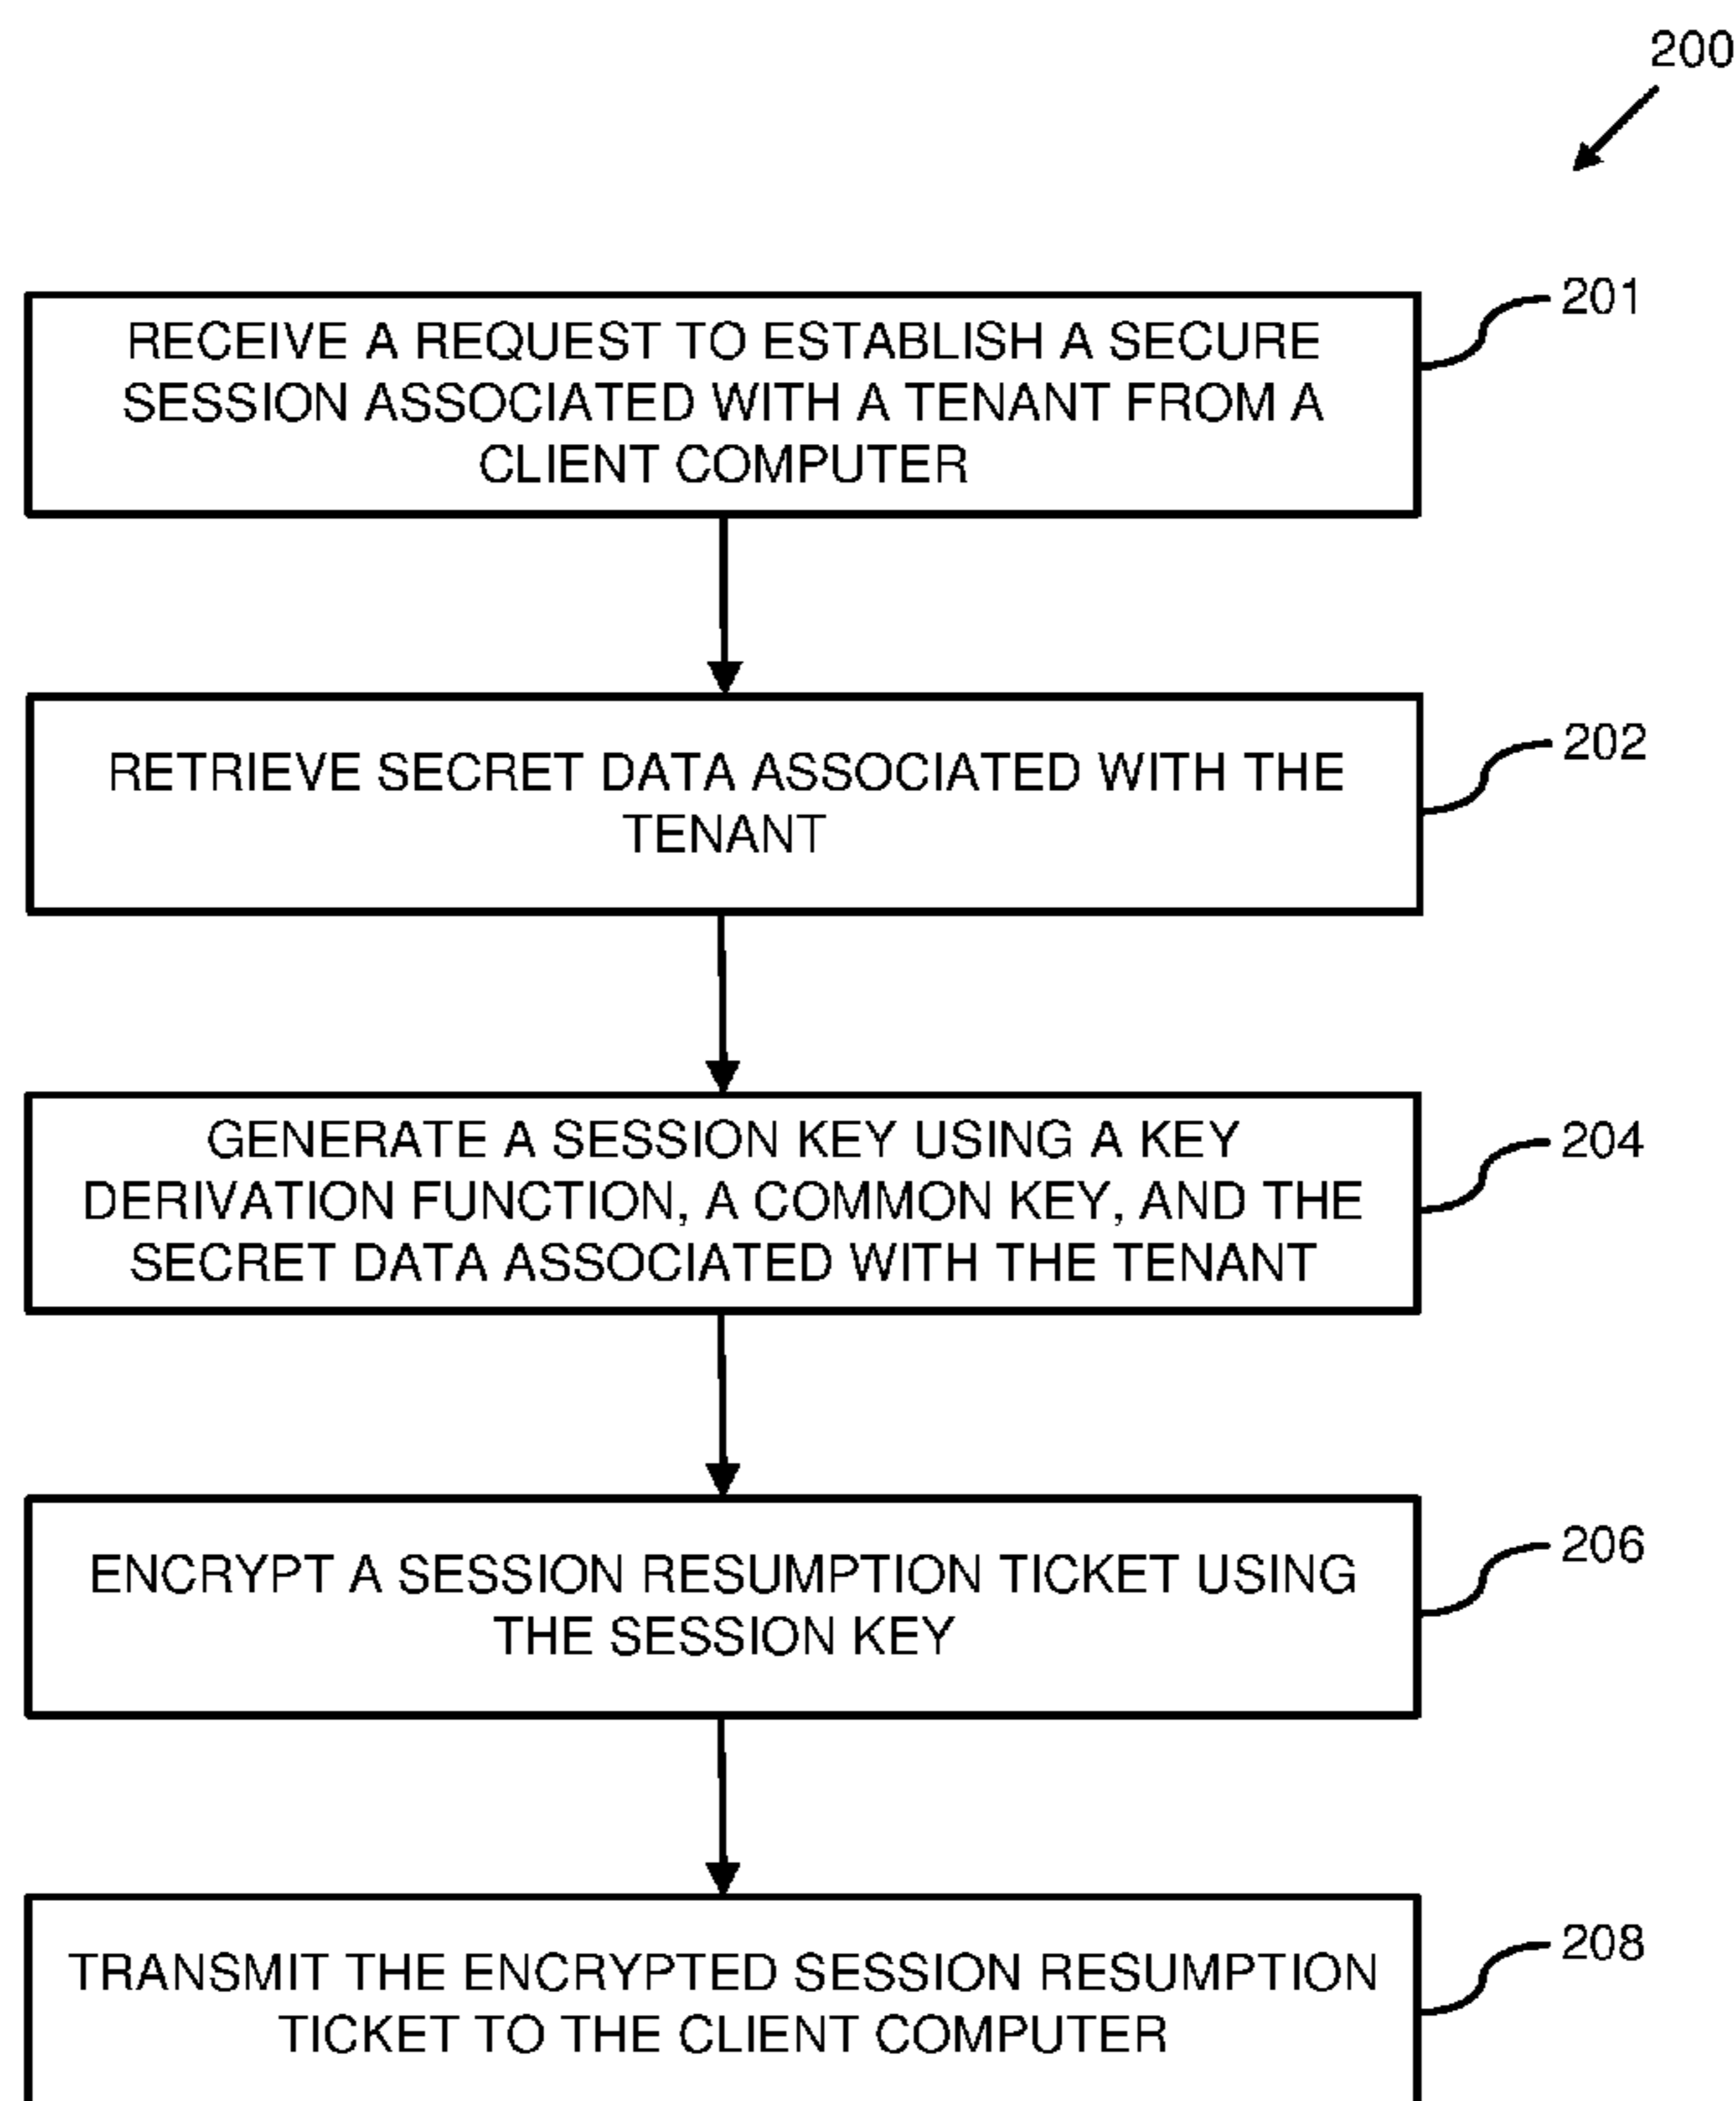 200
201
RECEIVE A REQUEST TO ESTABLISH A SECURE
SESSION ASSOCIATED WITH A TENANT FROM A
CLIENT COMPUTER
202
RETRIEVE SECRET DATA ASSOCIATED WITH THE
TENANT
204
GENERATE A SESSION KEY USING A KEY
DERIVATION FUNCTION, A COMMON KEY, AND THE
SECRET DATA ASSOCIATED WITH THE TENANT
206
ENCRYPT A SESSION RESUMPTION TICKET USING
THE SESSION KEY
208
TRANSMIT THE ENCRYPTED SESSION RESUMPTION
TICKET TO THE CLIENT COMPUTER